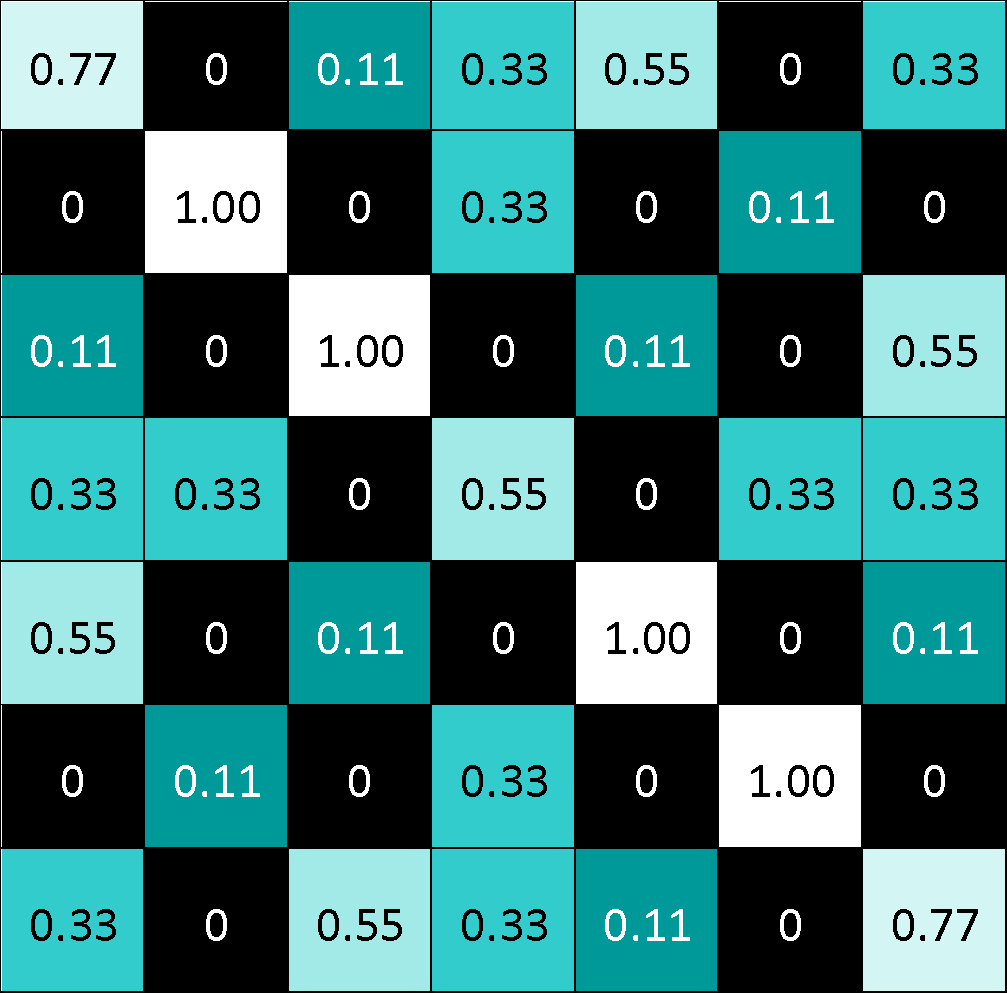 0.77 0 0.11 0.33 0.55 0 0.33
0 1.00 0 0.33 0 0.11 0
0.11 0 1.00 0 0.11 0 0.55
0.33 0.33 0 0.55 0 0.33 0.33
0.55 0 0.11 0 1.00 0 0.11
0 0.11 0 0.33 0 1.00 0
0.33 0 0.55 0.33 0.11 0 0.77